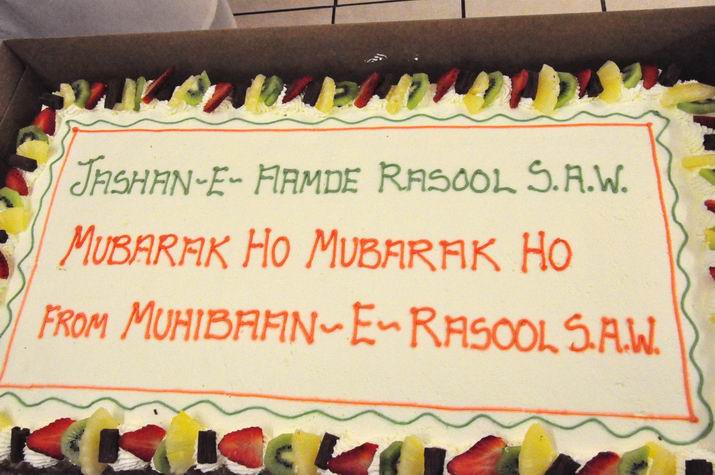 JASHAN~E~ AAMDE RASOOL S.A.W.
MUBARAK HO MUBARAK HO
FROM MUHIBAAN~E~RASOOL S.A.W.